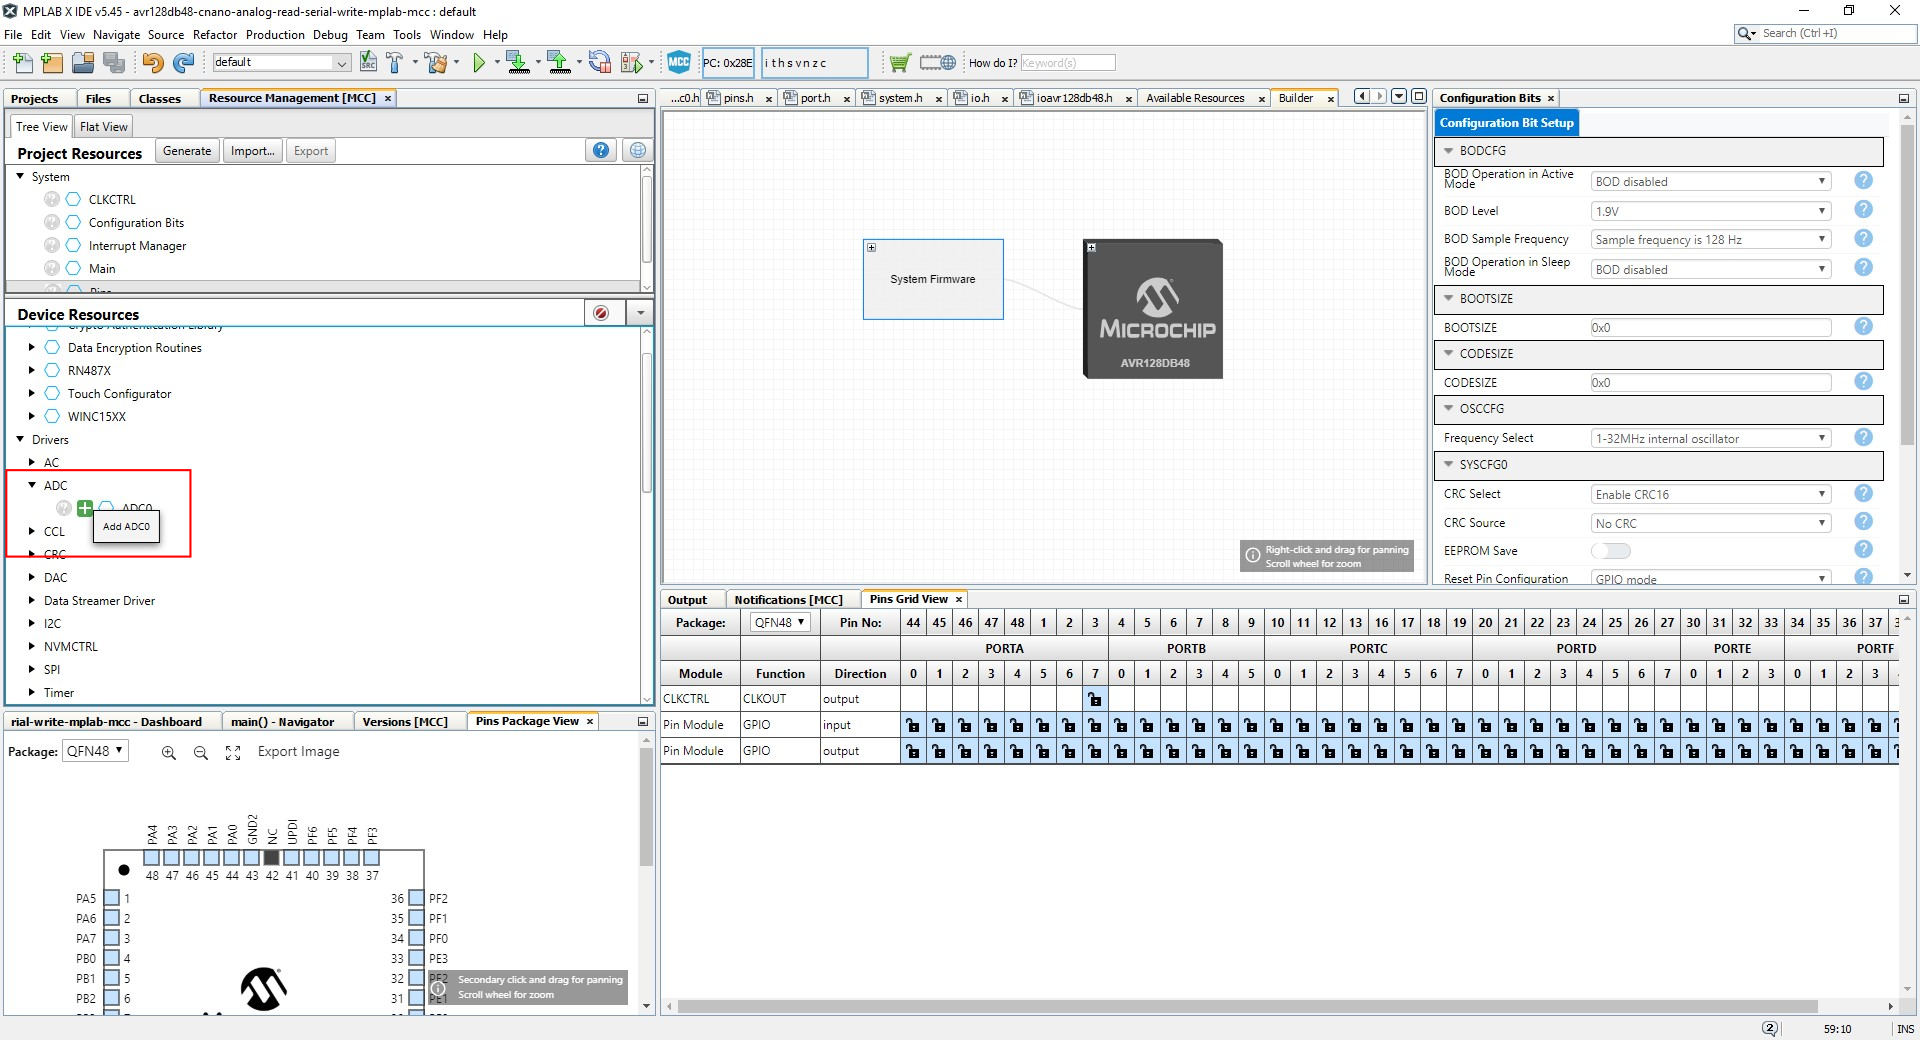 MPLAB X IDE v5.45 - avr128db48-cnano-analog-read-serial-write-mplab-mcc : default
File Edit View Navigate Source Refactor Production Debug Team Tools Window Help
Search (Ctrl+I)
default
SRC
MCC
PC: 0x28E
i t h s v n z c
How do I?
Keyword(s)
Projects Files Classes Resource Management [MCC]
Tree View Flat View
Project Resources Generate Import... Export
System
CLKCTRL
Configuration Bits
Interrupt Manager
Main
Pins
Device Resources
Crypto Authentication Library
Data Encryption Routines
RN487X
Touch Configurator
WINC15XX
Drivers
AC
ADC
ADC0
Add ADC0
CCL
CRC
DAC
Data Streamer Driver
I2C
NVMCTRL
SPI
Timer
rial-write-mplab-mcc - Dashboard main() - Navigator Versions [MCC] Pins Package View
Package: QFN48 Export Image
PA4 PA3 PA2 PA1 PA0 GND2 NC UPDI PF6 PF5 PF4 PF3
48 47 46 45 44 43 42 41 40 39 38 37
PA5 1 36 PF2
PA6 2 35 PF1
PA7 3 34 PF0
PB0 4 33 PE3
PB1 5 32 PE2
PB2 6 31 PE1
Secondary click and drag for panning
Scroll wheel for zoom
...c0.h pins.h port.h system.h io.h ioavr128db48.h Available Resources Builder
System Firmware
MICROCHIP
AVR128DB48
Right-click and drag for panning
Scroll wheel for zoom
Configuration Bits
Configuration Bit Setup
BODCFG
BOD Operation in Active Mode BOD disabled
BOD Level 1.9V
BOD Sample Frequency Sample frequency is 128 Hz
BOD Operation in Sleep Mode BOD disabled
BOOTSIZE
BOOTSIZE 0x0
CODESIZE
CODESIZE 0x0
OSCCFG
Frequency Select 1-32MHz internal oscillator
SYSCFG0
CRC Select Enable CRC16
CRC Source No CRC
EEPROM Save
Reset Pin Configuration GPIO mode
Output Notifications [MCC] Pins Grid View
Package: QFN48 Pin No: 44 45 46 47 48 1 2 3 4 5 6 7 8 9 10 11 12 13 16 17 18 19 20 21 22 23 24 25 26 27 30 31 32 33 34 35 36 37
PORTA PORTB PORTC PORTD PORTE PORTF
Module Function Direction 0 1 2 3 4 5 6 7 0 1 2 3 4 5 0 1 2 3 4 5 6 7 0 1 2 3 4 5 6 7 0 1 2 3 0 1 2 3
CLKCTRL CLKOUT output
Pin Module GPIO input
Pin Module GPIO output
2 59:10 INS